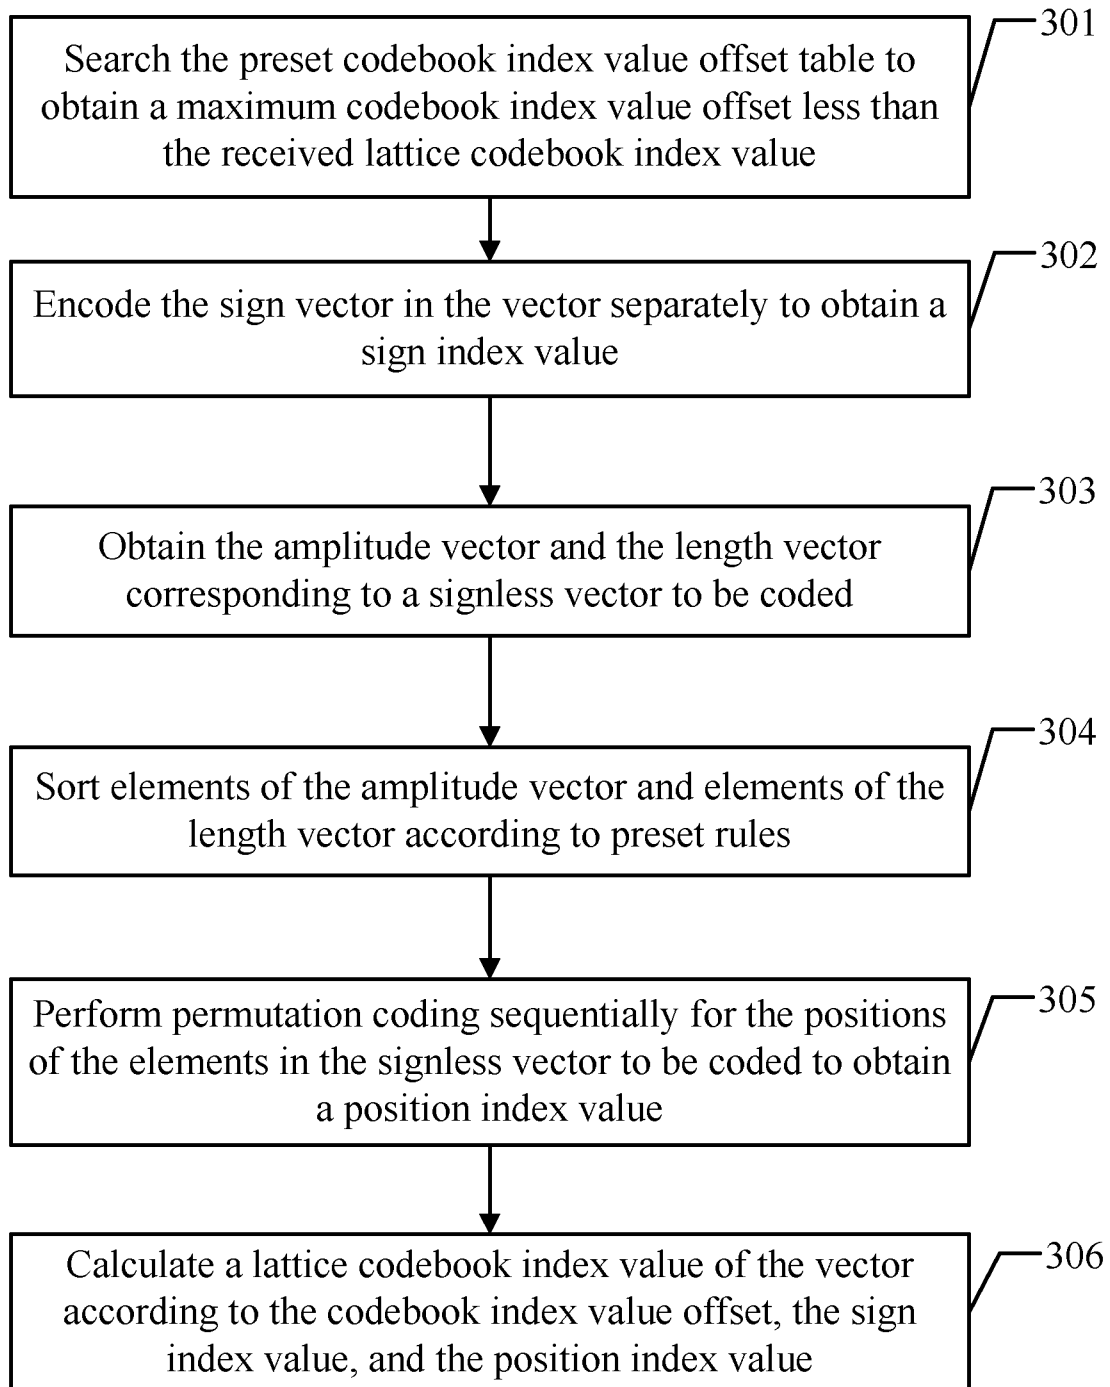 301
Search the preset codebook index value offset table to
obtain a maximum codebook index value offset less than
the received lattice codebook index value
302
Encode the sign vector in the vector separately to obtain a
sign index value
303
Obtain the amplitude vector and the length vector
corresponding to a signless vector to be coded
304
Sort elements of the amplitude vector and elements of the
length vector according to preset rules
305
Perform permutation coding sequentially for the positions
of the elements in the signless vector to be coded to obtain
a position index value
306
Calculate a lattice codebook index value of the vector
according to the codebook index value offset, the sign
index value, and the position index value